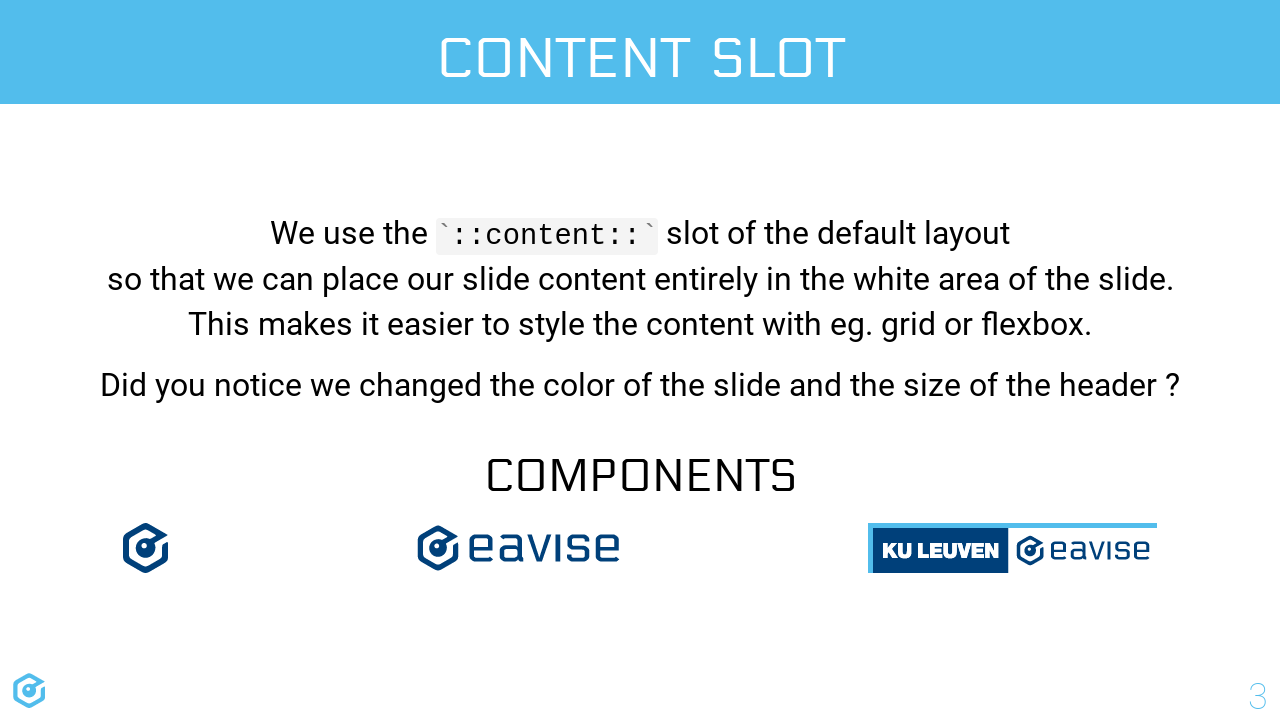 CONTENT SLOT
We use the `::content::` slot of the default layout
so that we can place our slide content entirely in the white area of the slide.
This makes it easier to style the content with eg. grid or flexbox.
Did you notice we changed the color of the slide and the size of the header ?
COMPONENTS
eavise
KU LEUVEN eavise
3